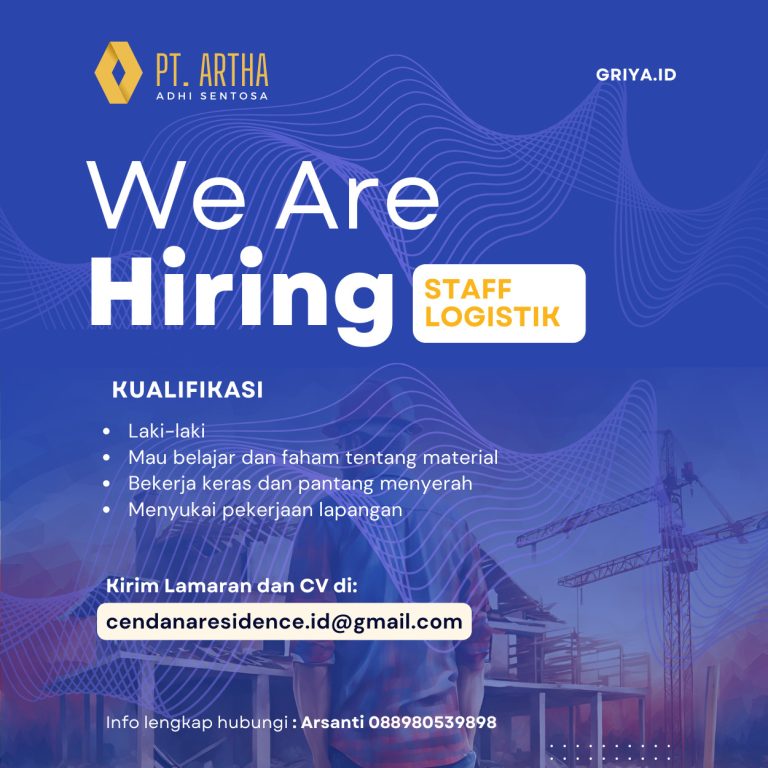 PT. ARTHA
ADHI SENTOSA
GRIYA.ID
We Are
Hiring
STAFF
LOGISTIK
KUALIFIKASI
• Laki-laki
• Mau belajar dan faham tentang material
• Bekerja keras dan pantang menyerah
• Menyukai pekerjaan lapangan
Kirim Lamaran dan CV di:
cendanaresidence.id@gmail.com
Info lengkap hubungi : Arsanti 088980539898